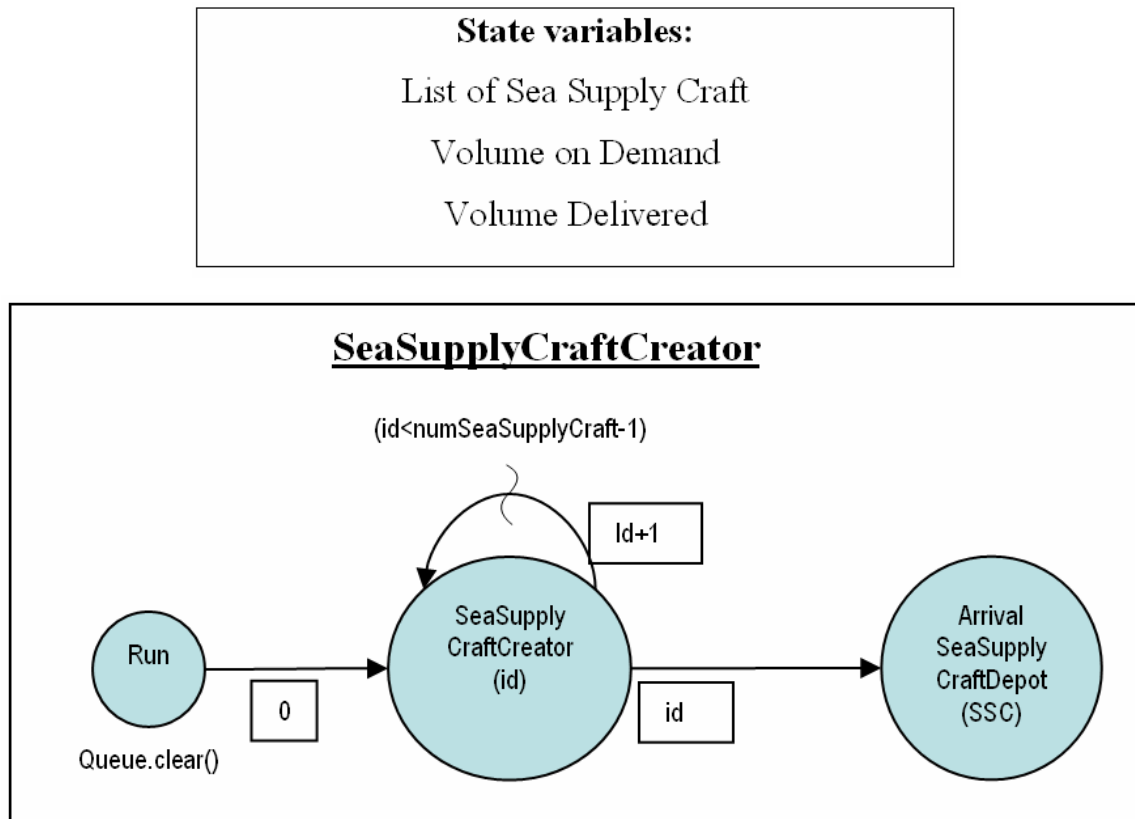 State variables:
List of Sea Supply Craft
Volume on Demand
Volume Delivered
SeaSupplyCraftCreator
(id<numSeaSupplyCraft-1)
Id+1
Run
0
Queue.clear()
SeaSupply
CraftCreator
(id)
id
Arrival
SeaSupply
CraftDepot
(SSC)